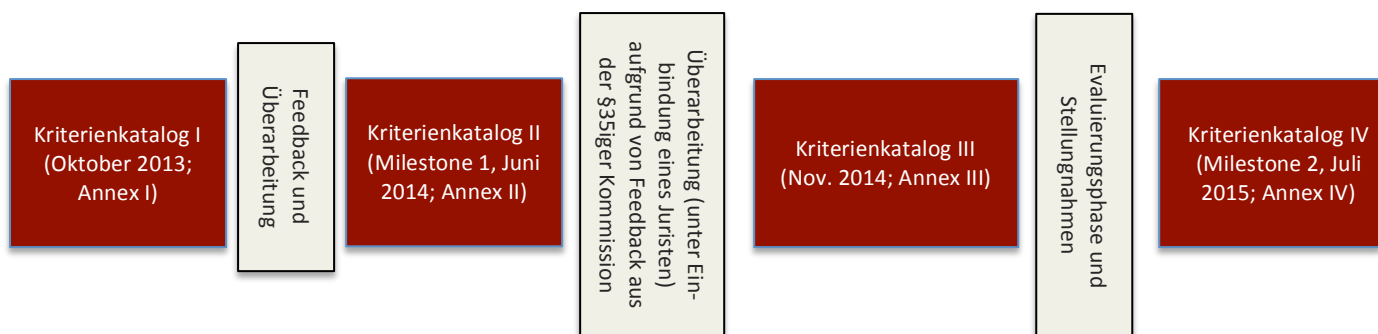 Kriterienkatalog I
(Oktober 2013;
Annex I)
Feedback und
Überarbeitung
Kriterienkatalog II
(Milestone 1, Juni
2014; Annex II)
Überarbeitung (unter Ein-
bindung eines Juristen)
aufgrund von Feedback aus
der §35iger Kommission
Kriterienkatalog III
(Nov. 2014; Annex III)
Evaluierungsphase und
Stellungnahmen
Kriterienkatalog IV
(Milestone 2, Juli
2015; Annex IV)